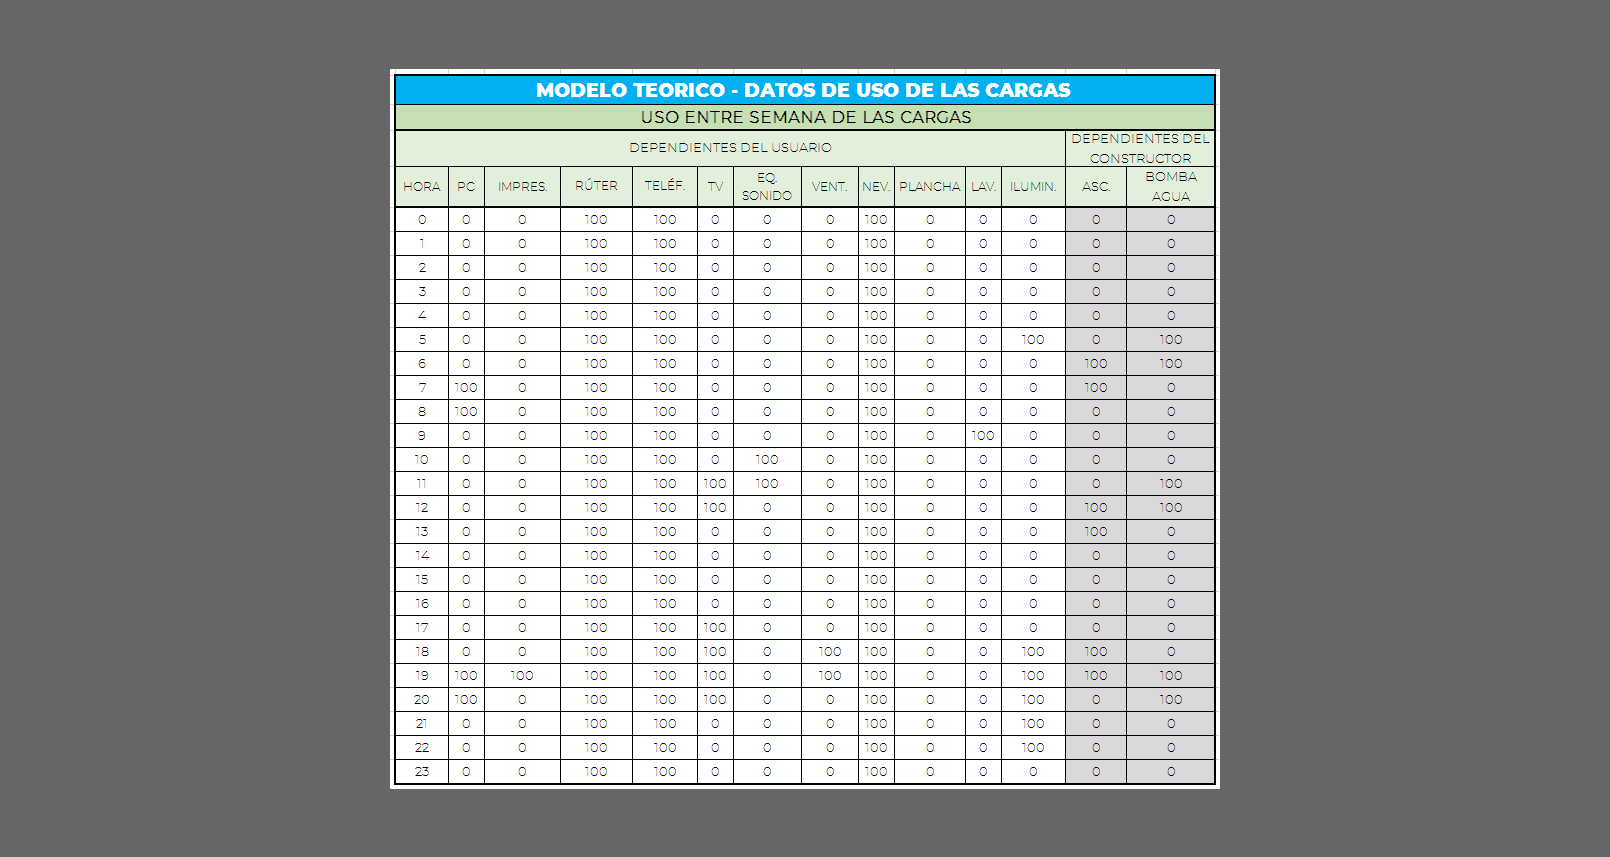 MODELO TEORICO - DATOS DE USO DE LAS CARGAS
USO ENTRE SEMANA DE LAS CARGAS
DEPENDIENTES DEL USUARIO
DEPENDIENTES DEL
CONSTRUCTOR
HORA PC IMPRES. RÚTER TELÉF. TV EQ. SONIDO VENT. NEV. PLANCHA LAV. ILUMIN. ASC. BOMBA AGUA
0 0 0 100 100 0 0 0 100 0 0 0 0 0
1 0 0 100 100 0 0 0 100 0 0 0 0 0
2 0 0 100 100 0 0 0 100 0 0 0 0 0
3 0 0 100 100 0 0 0 100 0 0 0 0 0
4 0 0 100 100 0 0 0 100 0 0 0 0 0
5 0 0 100 100 0 0 0 100 0 0 100 0 100
6 0 0 100 100 0 0 0 100 0 0 0 100 100
7 100 0 100 100 0 0 0 100 0 0 0 100 0
8 100 0 100 100 0 0 0 100 0 0 0 0 0
9 0 0 100 100 0 0 0 100 0 100 0 0 0
10 0 0 100 100 0 100 0 100 0 0 0 0 0
11 0 0 100 100 100 100 0 100 0 0 0 0 100
12 0 0 100 100 100 0 0 100 0 0 0 100 100
13 0 0 100 100 0 0 0 100 0 0 0 100 0
14 0 0 100 100 0 0 0 100 0 0 0 0 0
15 0 0 100 100 0 0 0 100 0 0 0 0 0
16 0 0 100 100 0 0 0 100 0 0 0 0 0
17 0 0 100 100 100 0 0 100 0 0 0 0 0
18 0 0 100 100 100 0 100 100 0 0 100 100 0
19 100 100 100 100 100 0 100 100 0 0 100 100 100
20 100 0 100 100 100 0 0 100 0 0 100 0 100
21 0 0 100 100 0 0 0 100 0 0 100 0 0
22 0 0 100 100 0 0 0 100 0 0 100 0 0
23 0 0 100 100 0 0 0 100 0 0 0 0 0